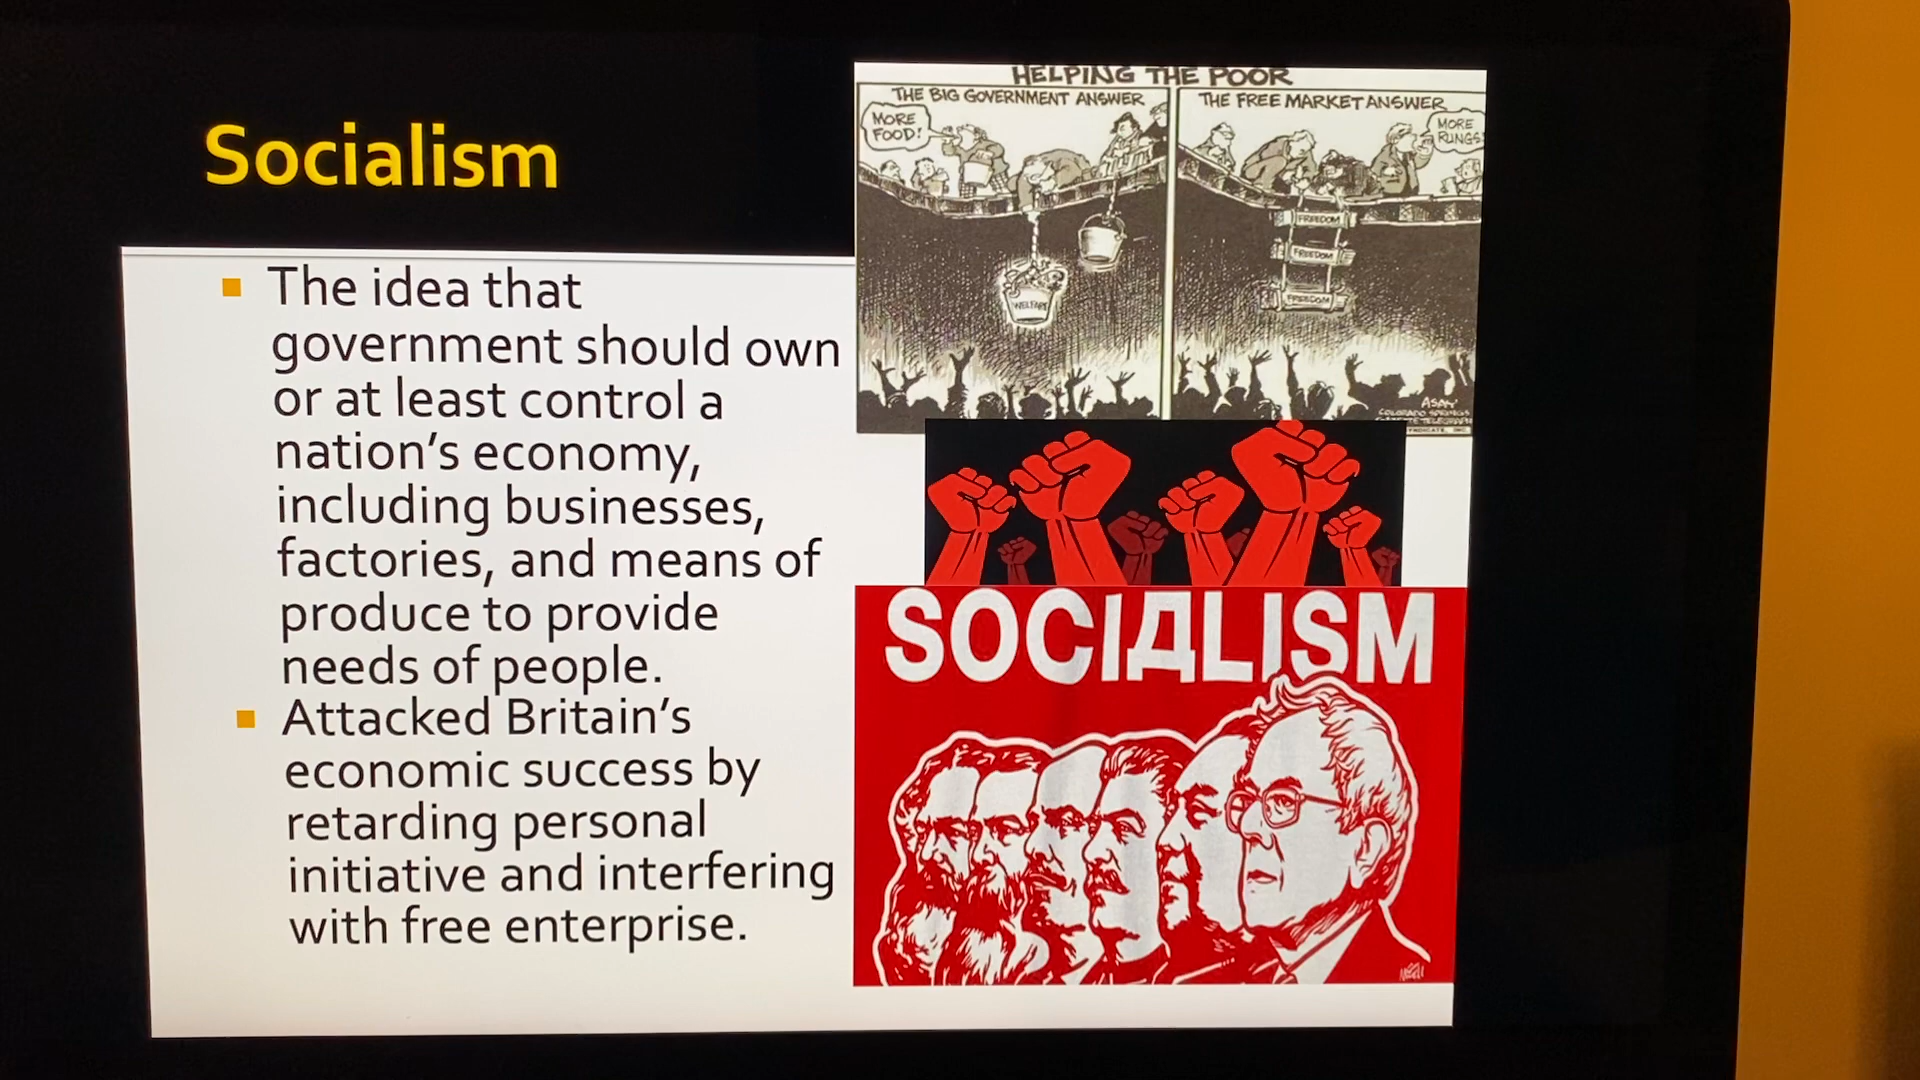 Socialism
The idea that
government should own
or at least control a
nation's economy,
including businesses,
factories, and means of
produce to provide
needs of people.
Attacked Britain's
economic success by
retarding personal
initiative and interfering
with free enterprise.
HELPING THE POOR
THE BIG GOVERNMENT ANSWER
MORE
FOOD!
WELFARE
THE FREE MARKET ANSWER
MORE
RUNGS!
FREEDOM
FREEDOM
FREEDOM
ASAY
COLORADO SPRINGS
SOCIALISM